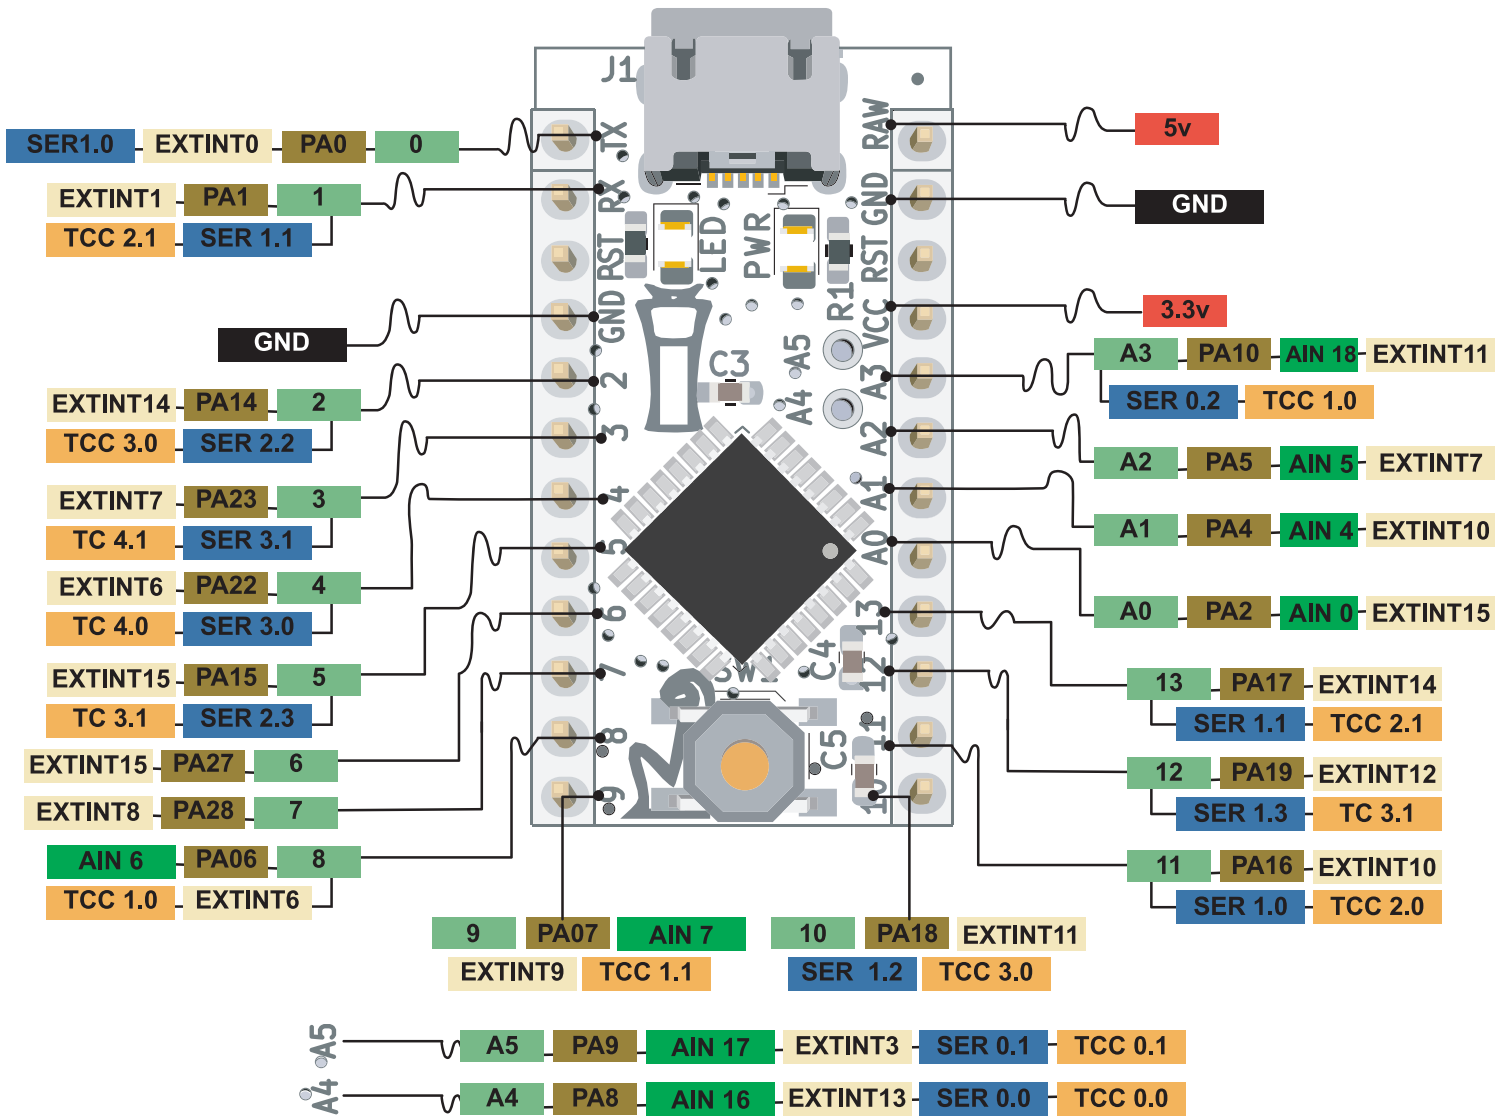 J1
TX
RX
RST
GND
2
3
4
5
6
7
8
9
RAW
GND
RST
VCC
A3
A2
A1
A0
13
12
11
10
LED
PWR
R1
A5
A4
C3
C4
C5
SER1.0 EXTINT0 PA0 0
EXTINT1 PA1 1
TCC 2.1 SER 1.1
GND
EXTINT14 PA14 2
TCC 3.0 SER 2.2
EXTINT7 PA23 3
TC 4.1 SER 3.1
EXTINT6 PA22 4
TC 4.0 SER 3.0
EXTINT15 PA15 5
TC 3.1 SER 2.3
EXTINT15 PA27 6
EXTINT8 PA28 7
AIN 6 PA06 8
TCC 1.0 EXTINT6
5v
GND
3.3v
A3 PA10 AIN 18 EXTINT11
SER 0.2 TCC 1.0
A2 PA5 AIN 5 EXTINT7
A1 PA4 AIN 4 EXTINT10
A0 PA2 AIN 0 EXTINT15
13 PA17 EXTINT14
SER 1.1 TCC 2.1
12 PA19 EXTINT12
SER 1.3 TC 3.1
11 PA16 EXTINT10
SER 1.0 TCC 2.0
9 PA07 AIN 7
EXTINT9 TCC 1.1
10 PA18 EXTINT11
SER 1.2 TCC 3.0
A5 A5 PA9 AIN 17 EXTINT3 SER 0.1 TCC 0.1
A4 A4 PA8 AIN 16 EXTINT13 SER 0.0 TCC 0.0